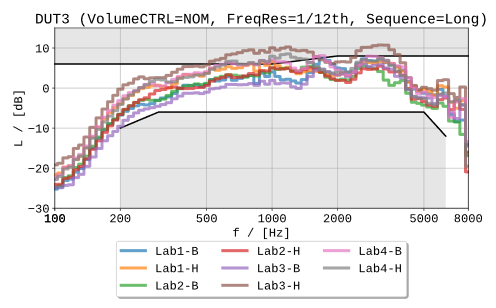 DUT3 (VolumeCTRL=NOM, FreqRes=1/12th, Sequence=Long)
L / [dB]
10
0
−10
−20
−30
100 200 500 1000 2000 5000 8000
f / [Hz]
Lab1-B Lab2-H Lab4-B
Lab1-H Lab3-B Lab4-H
Lab2-B Lab3-H